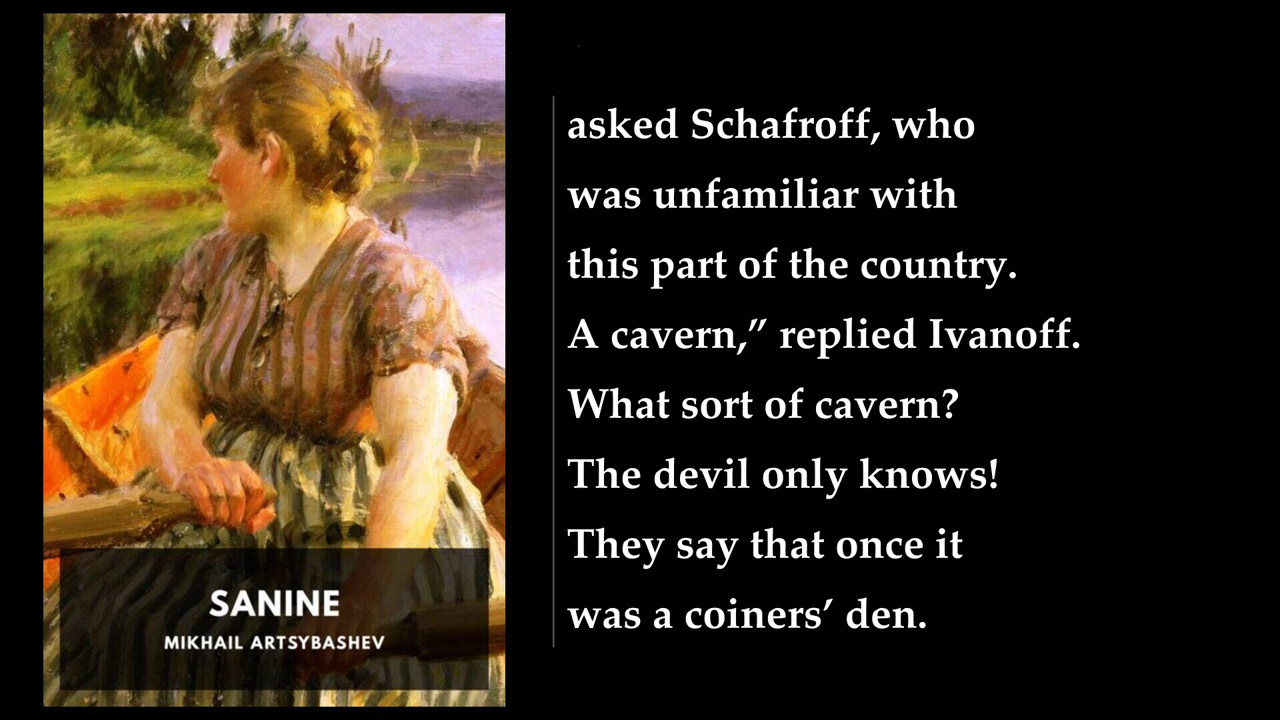 SANINE
MIKHAIL ARTSYBASHEV
asked Schafroff, who
was unfamiliar with
this part of the country.
A cavern,” replied Ivanoff.
What sort of cavern?
The devil only knows!
They say that once it
was a coiners’ den.